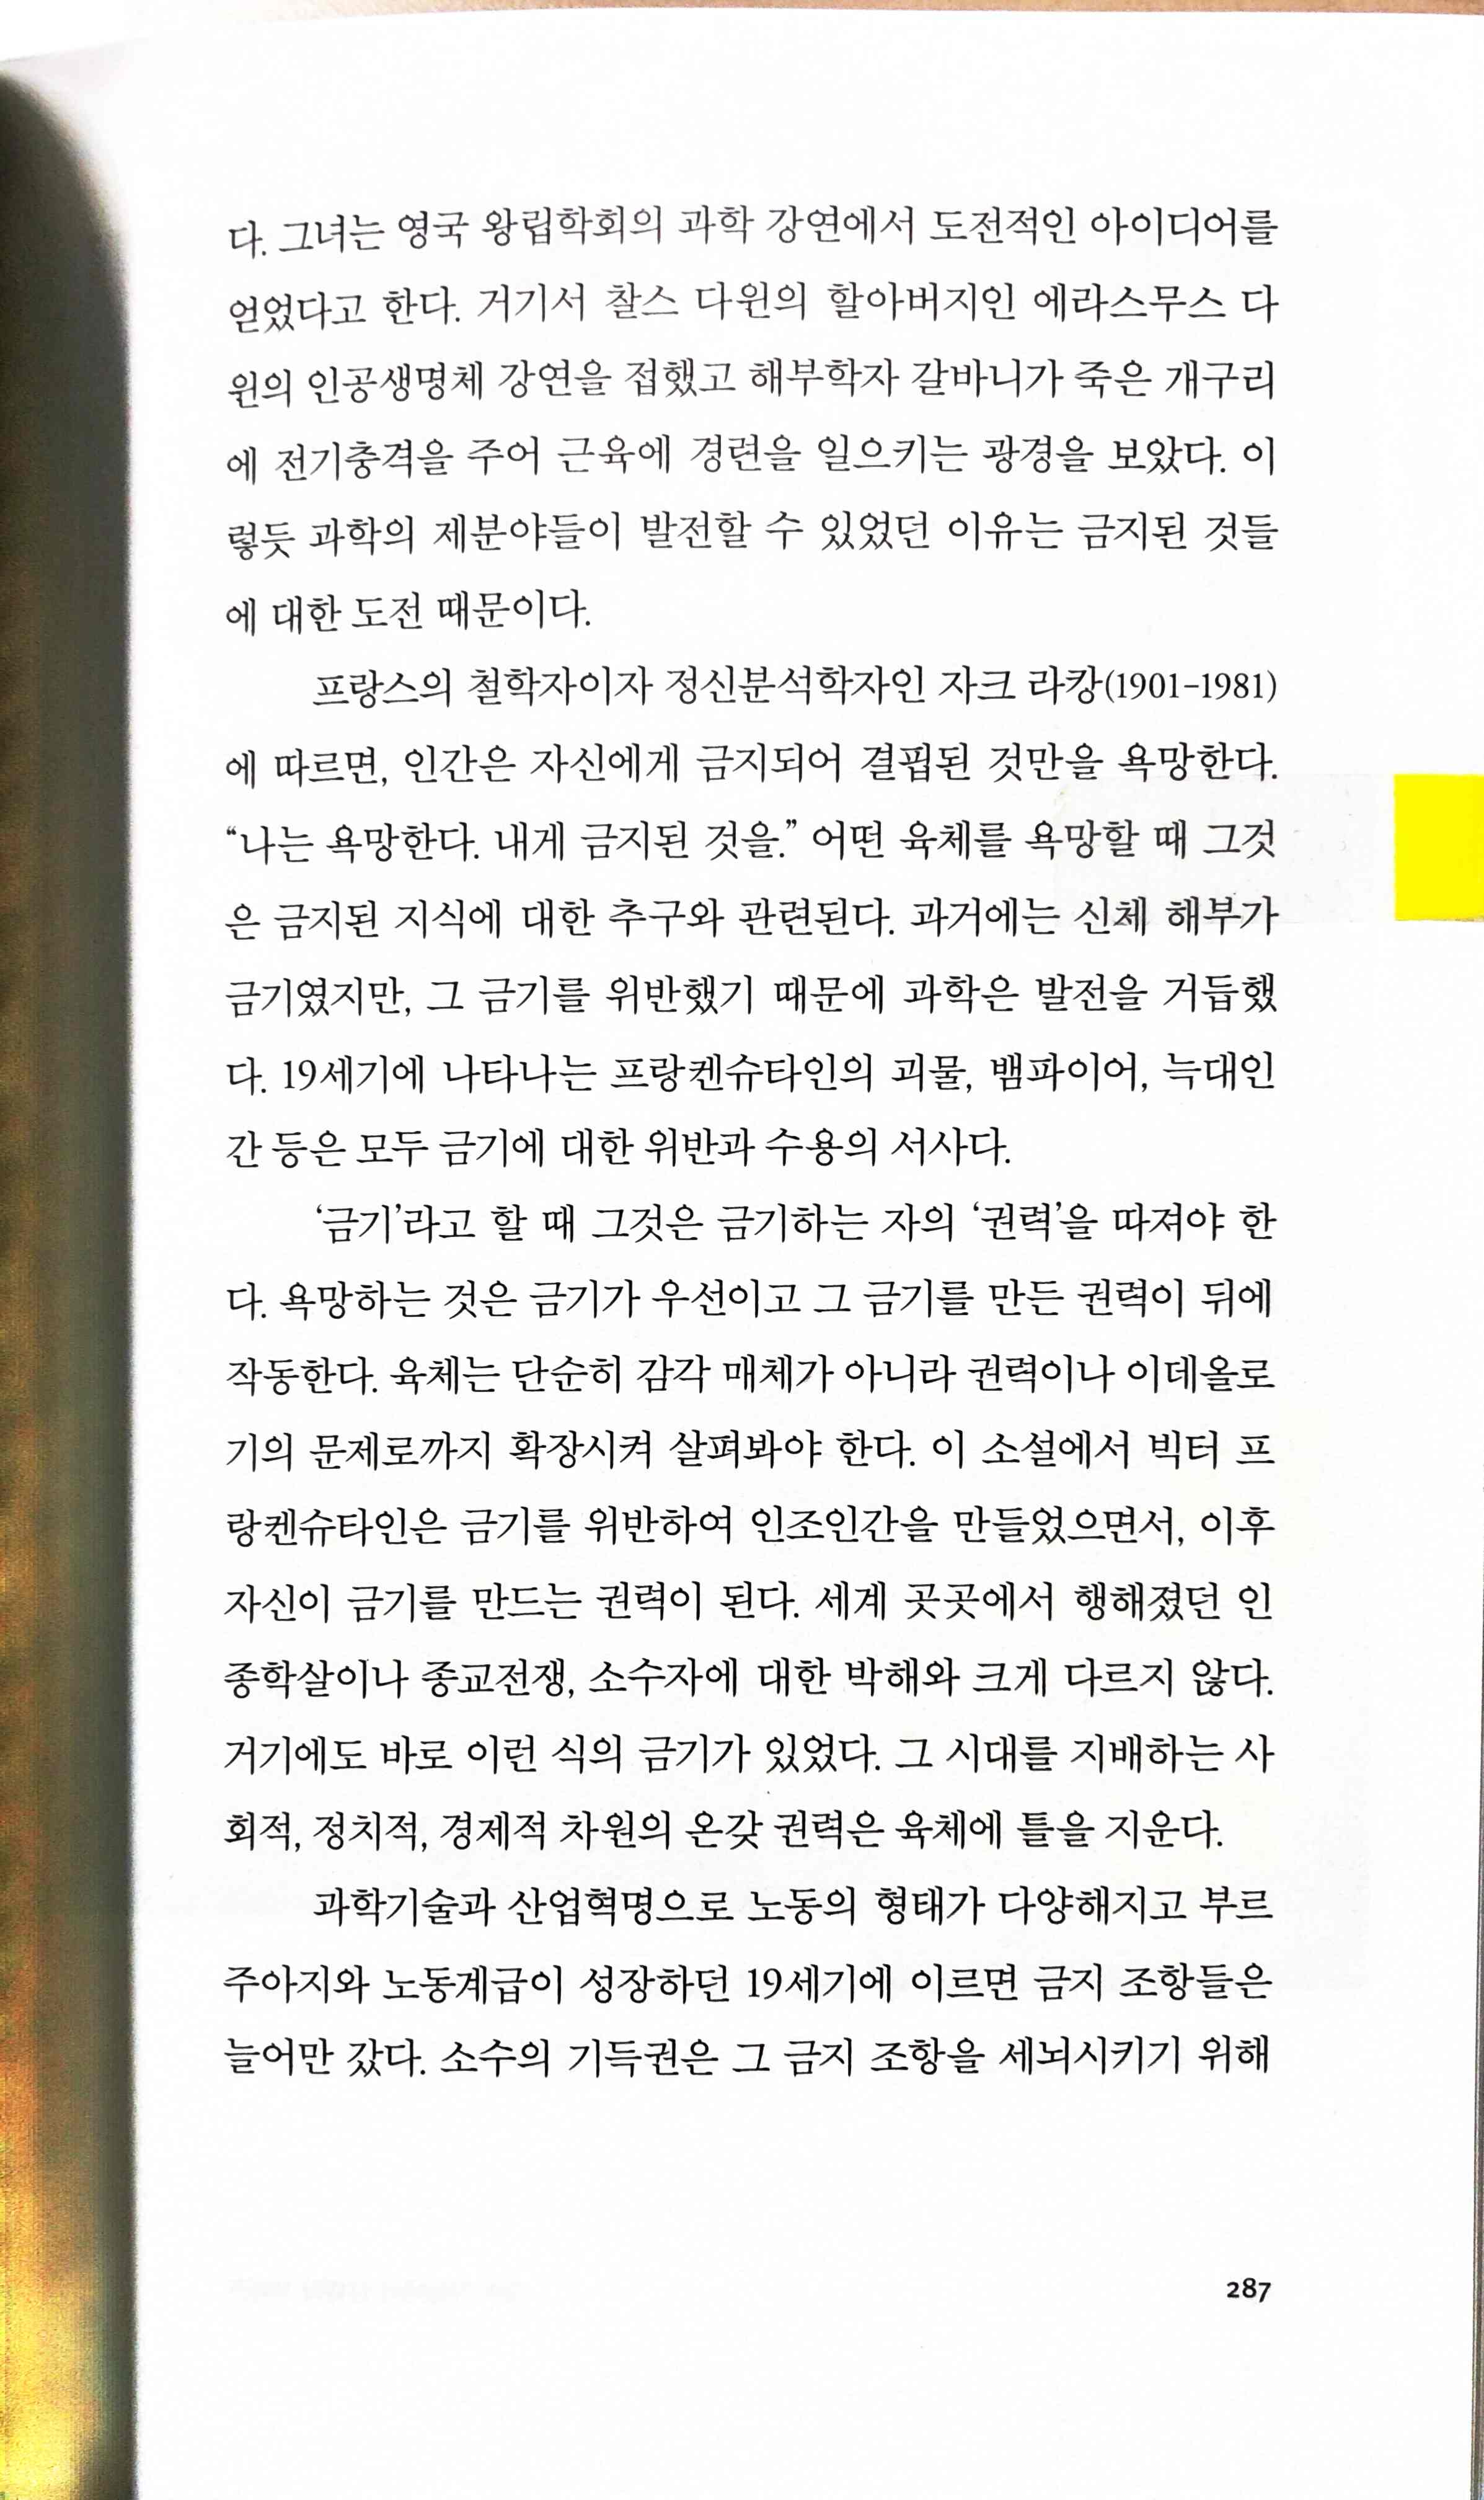 다. 그녀는 영국 왕립학회의 과학 강연에서 도전적인 아이디어를
얻었다고 한다. 거기서 찰스 다윈의 할아버지인 에라스무스 다
윈의 인공생명체 강연을 접했고 해부학자 갈바니가 죽은 개구리
에 전기충격을 주어 근육에 경련을 일으키는 광경을 보았다. 이
렇듯 과학의 제분야들이 발전할 수 있었던 이유는 금지된 것들
에 대한 도전 때문이다.
프랑스의 철학자이자 정신분석학자인 자크 라캉(1901-1981)
에 따르면, 인간은 자신에게 금지되어 결핍된 것만을 욕망한다.
“나는 욕망한다. 내게 금지된 것을.” 어떤 육체를 욕망할 때 그것
은 금지된 지식에 대한 추구와 관련된다. 과거에는 신체 해부가
금기였지만, 그 금기를 위반했기 때문에 과학은 발전을 거듭했
다. 19세기에 나타나는 프랑켄슈타인의 괴물, 뱀파이어, 늑대인
간 등은 모두 금기에 대한 위반과 수용의 서사다.
‘금기’라고 할 때 그것은 금기하는 자의 ‘권력’을 따져야 한
다. 욕망하는 것은 금기가 우선이고 그 금기를 만든 권력이 뒤에
작동한다. 육체는 단순히 감각 매체가 아니라 권력이나 이데올로
기의 문제로까지 확장시켜 살펴봐야 한다. 이 소설에서 빅터 프
랑켄슈타인은 금기를 위반하여 인조인간을 만들었으면서, 이후
자신이 금기를 만드는 권력이 된다. 세계 곳곳에서 행해졌던 인
종학살이나 종교전쟁, 소수자에 대한 박해와 크게 다르지 않다.
거기에도 바로 이런 식의 금기가 있었다. 그 시대를 지배하는 사
회적, 정치적, 경제적 차원의 온갖 권력은 육체에 틀을 지운다.
과학기술과 산업혁명으로 노동의 형태가 다양해지고 부르
주아지와 노동계급이 성장하던 19세기에 이르면 금지 조항들은
늘어만 갔다. 소수의 기득권은 그 금지 조항을 세뇌시키기 위해
287